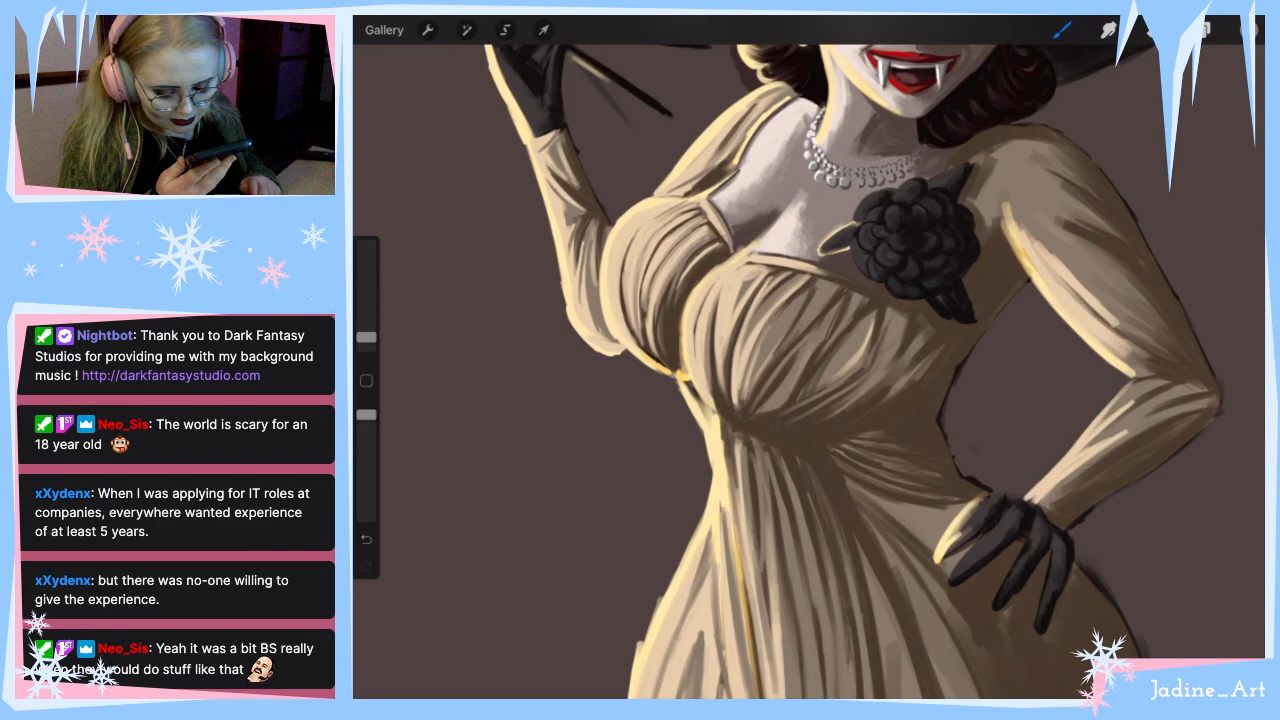 Gallery
Nightbot: Thank you to Dark Fantasy
Studios for providing me with my background
music ! http://darkfantasystudio.com
1ST Neo_Sis: The world is scary for an
18 year old
xXydenx: When I was applying for IT roles at
companies, everywhere wanted experience
of at least 5 years.
xXydenx: but there was no-one willing to
give the experience.
1ST Neo_Sis: Yeah it was a bit BS really
they would do stuff like that
Jadine_Art